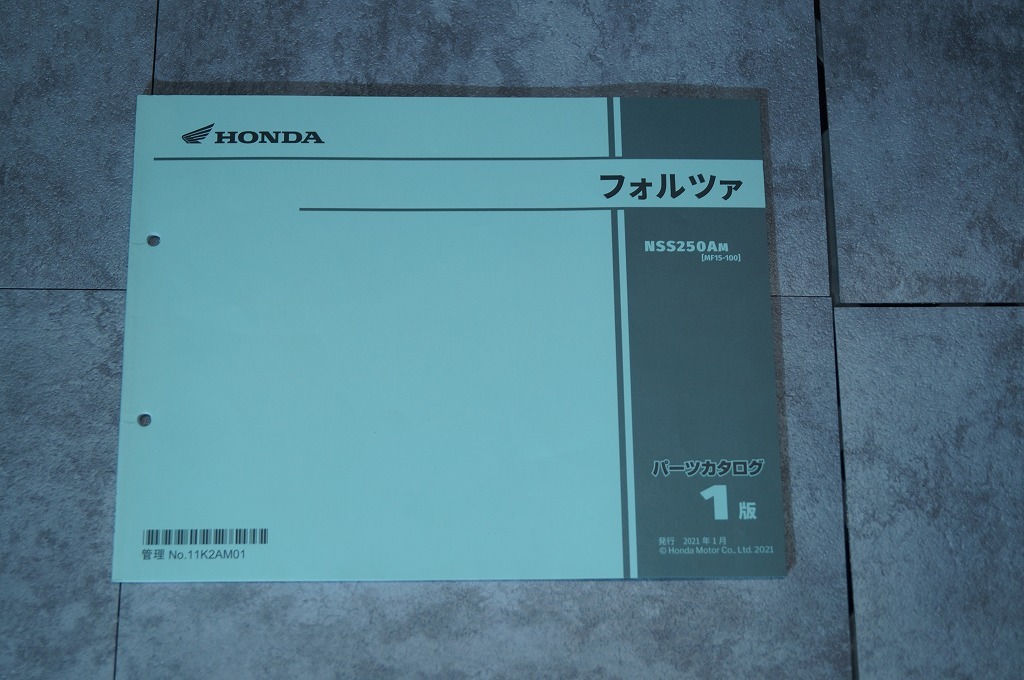 HONDA
フォルツァ
NSS250AM
[MF15-100]
パーツカタログ
1版
発行 2021年1月
© Honda Motor Co., Ltd. 2021
管理 No.11K2AM01